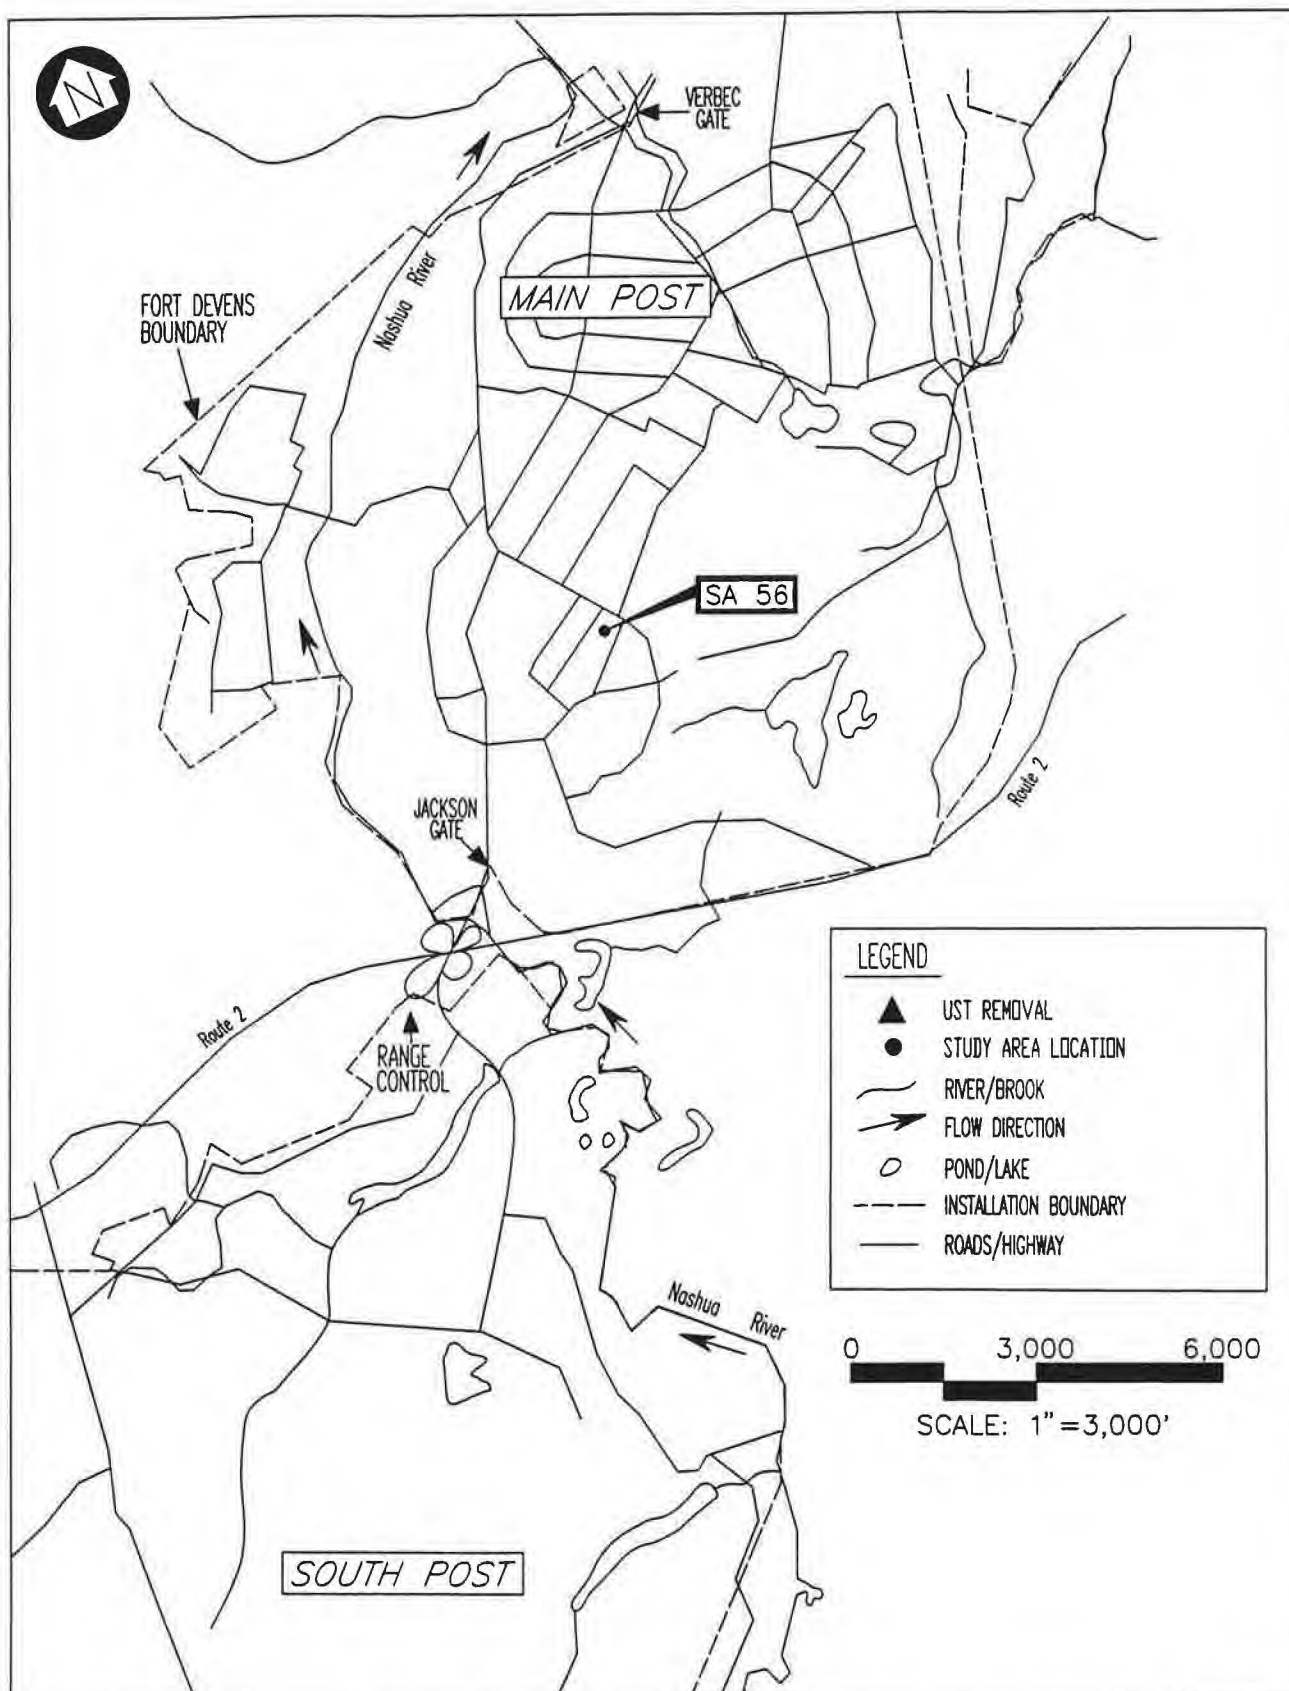 N
VERBEC
GATE
Nashua River
FORT DEVENS
BOUNDARY
MAIN POST
SA 56
JACKSON
GATE
Route 2
Route 2
RANGE
CONTROL
LEGEND
UST REMOVAL
STUDY AREA LOCATION
RIVER/BROOK
FLOW DIRECTION
POND/LAKE
INSTALLATION BOUNDARY
ROADS/HIGHWAY
Nashua River
0 3,000 6,000
SCALE: 1"=3,000'
SOUTH POST